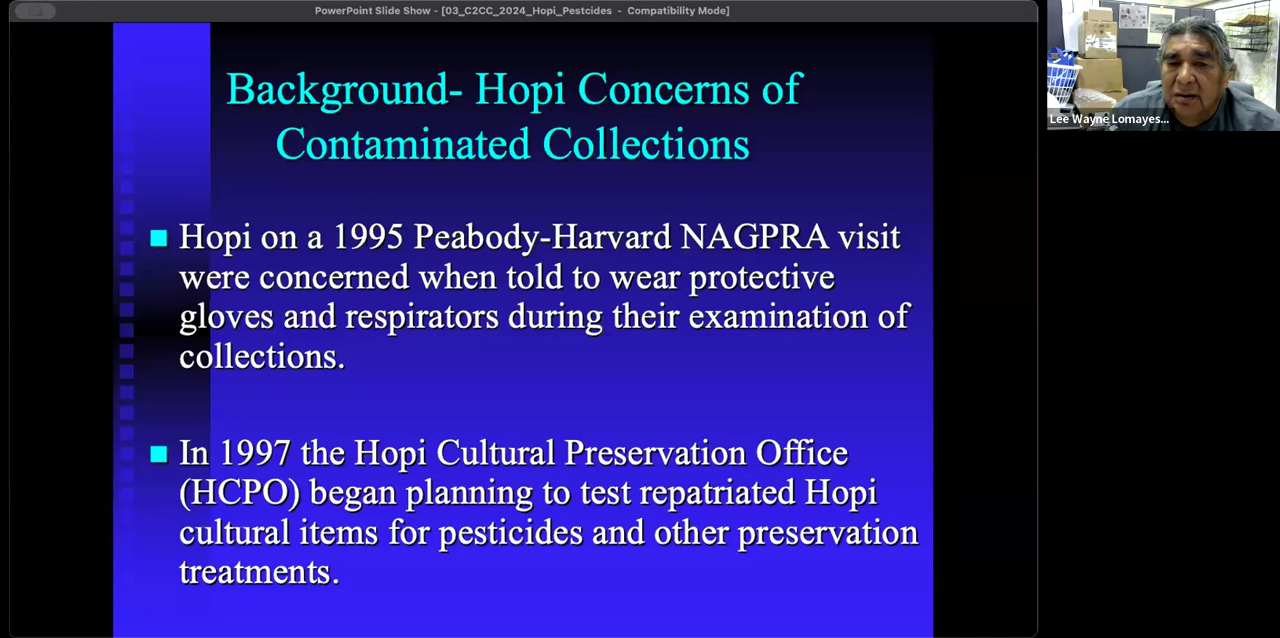 PowerPoint Slide Show - [03_C2CC_2024_Hopi_Pestcides - Compatibility Mode]
Background- Hopi Concerns of
Contaminated Collections
Hopi on a 1995 Peabody-Harvard NAGPRA visit
were concerned when told to wear protective
gloves and respirators during their examination of
collections.
In 1997 the Hopi Cultural Preservation Office
(HCPO) began planning to test repatriated Hopi
cultural items for pesticides and other preservation
treatments.
Lee Wayne Lomayes...